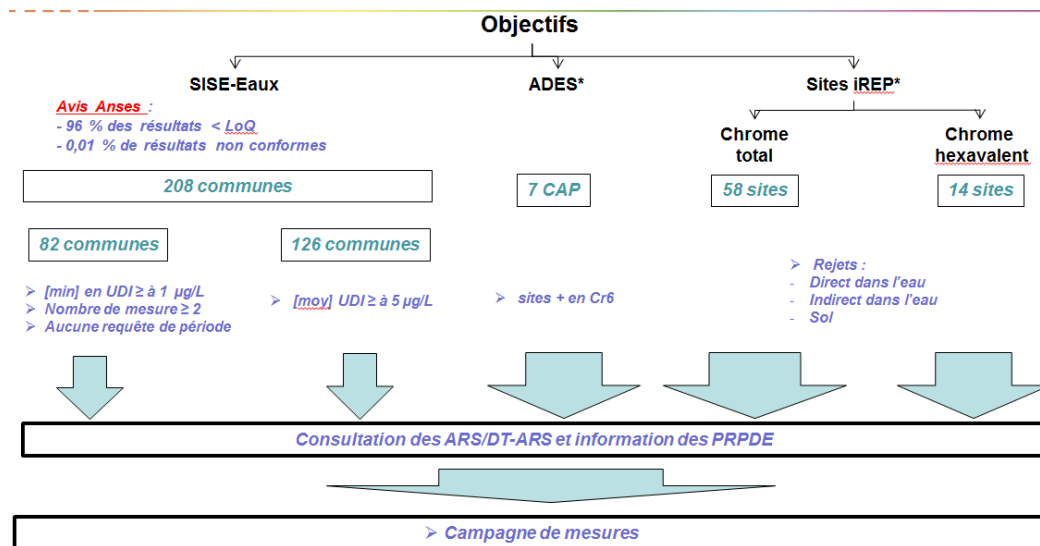 Objectifs
SISE-Eaux
ADES*
Sites iREP*
Avis Anses :
- 96 % des résultats < LoQ
- 0,01 % de résultats non conformes
Chrome
total
Chrome
hexavalent
208 communes
7 CAP
58 sites
14 sites
82 communes
126 communes
➢ [min] en UDI ≥ à 1 µg/L
➢ Nombre de mesure ≥ 2
➢ Aucune requête de période
➢ [moy] UDI ≥ à 5 µg/L
➢ sites + en Cr6
➢ Rejets :
- Direct dans l'eau
- Indirect dans l'eau
- Sol
Consultation des ARS/DT-ARS et information des PRPDE
➢ Campagne de mesures